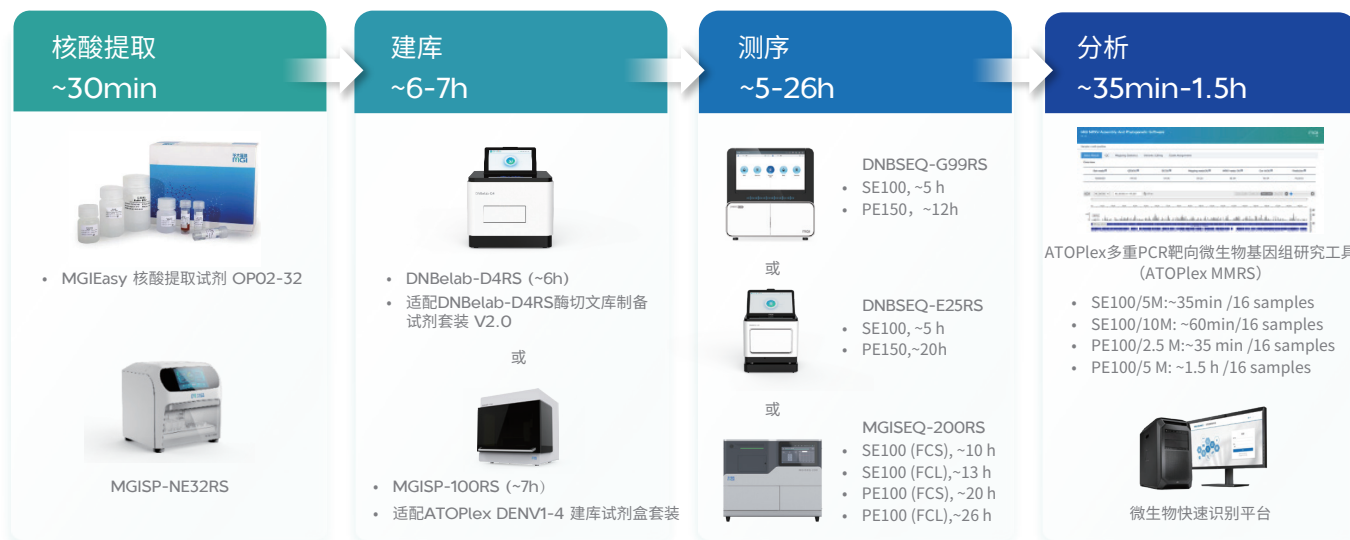 核酸提取
~30min
MGIEasy 核酸提取试剂 OP02-32
MGISP-NE32RS
建库
~6-7h
DNBelab-D4RS (~6h)
适配DNBelab-D4RS酶切文库制备
试剂套装 V2.0
或
MGISP-100RS (~7h）
适配ATOPlex DENV1-4 建库试剂盒套装
测序
~5-26h
DNBSEQ-G99RS
SE100, ~5 h
PE150，~12h
或
DNBSEQ-E25RS
SE100, ~5 h
PE150,~20h
或
MGISEQ-200RS
SE100 (FCS), ~10 h
SE100 (FCL),~13 h
PE100 (FCS), ~20 h
PE100 (FCL),~26 h
分析
~35min-1.5h
ATOPlex多重PCR靶向微生物基因组研究工具
（ATOPlex MMRS）
SE100/5M:~35min /16 samples
SE100/10M: ~60min/16 samples
PE100/2.5 M:~35 min /16 samples
PE100/5 M: ~1.5 h /16 samples
微生物快速识别平台